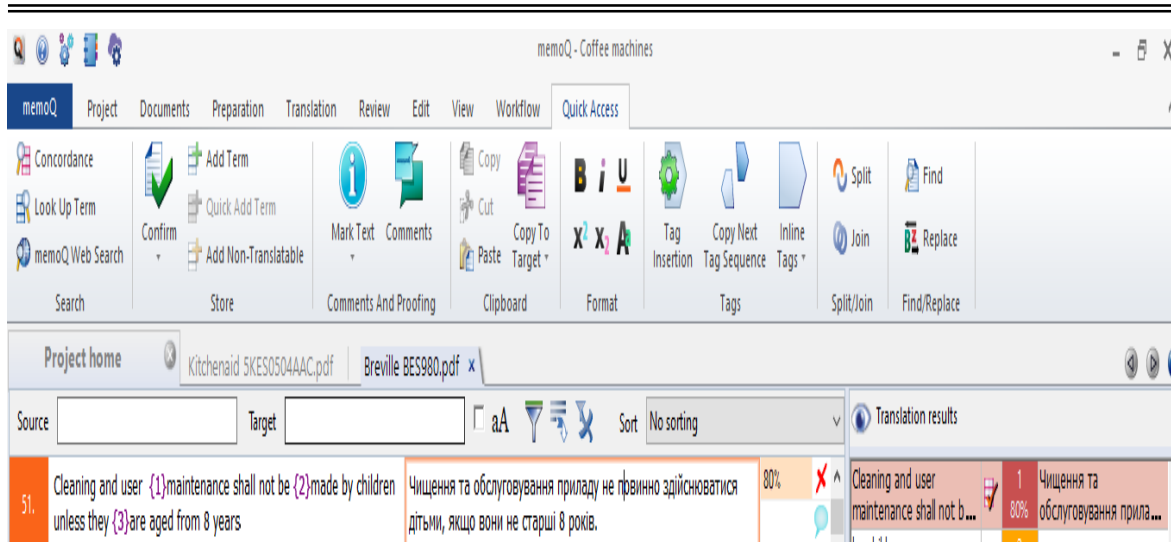 memoQ - Coffee machines
memoQ Project Documents Preparation Translation Review Edit View Workflow Quick Access
Concordance
Look Up Term
memoQ Web Search
Search
Confirm
Add Term
Quick Add Term
Add Non-Translatable
Store
Mark Text Comments
Comments And Proofing
Copy
Cut
Paste
Copy To
Target
Clipboard
B i U
X² X₂ A
Format
Tag
Insertion
Copy Next
Tag Sequence
Inline
Tags
Tags
Split
Join
Split/Join
Find
Replace
Find/Replace
Project home Kitchenaid 5KES0504AAC.pdf Breville BES980.pdf x
Source Target aA Sort No sorting Translation results
51.
Cleaning and user {1}maintenance shall not be {2}made by children
unless they {3}are aged from 8 years
Чищення та обслуговування приладу не повинно здійснюватися
дітьми, якщо вони не старші 8 років.
80%
Cleaning and user
maintenance shall not b...
1
80%
Чищення та
обслуговування прила...